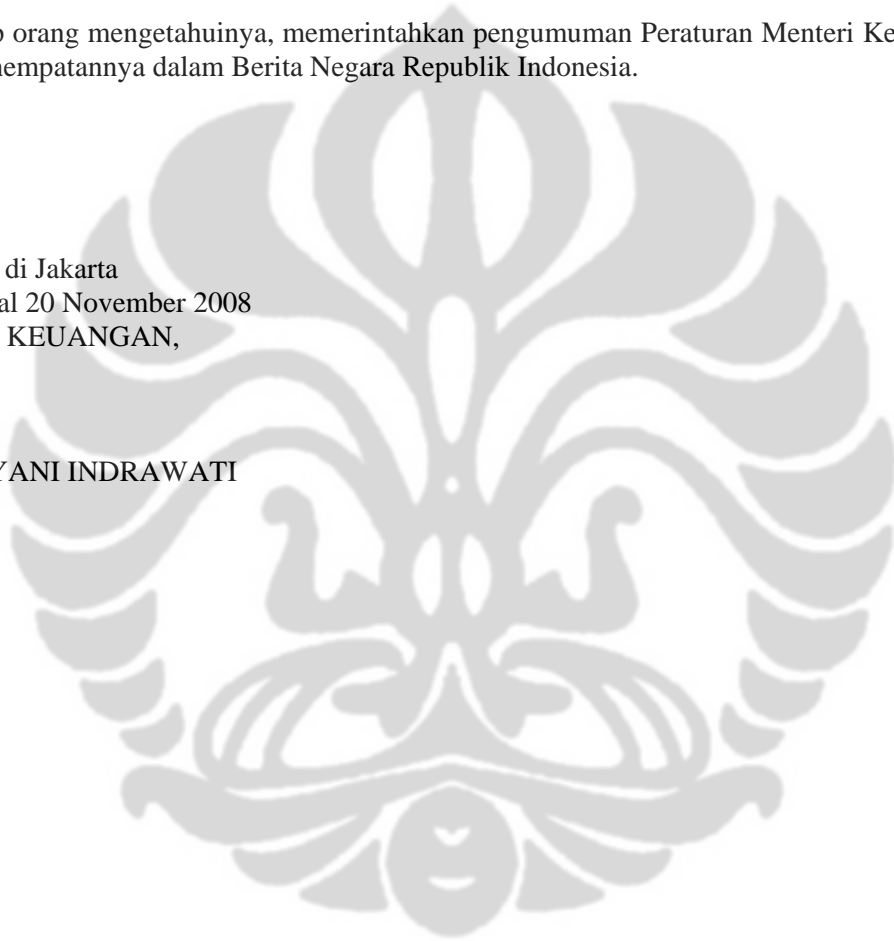 orang mengetahuinya, memerintahkan pengumuman Peraturan Menteri Ke
empatannya dalam Berita Negara Republik Indonesia.
di Jakarta
al 20 November 2008
KEUANGAN,
YANI INDRAWATI